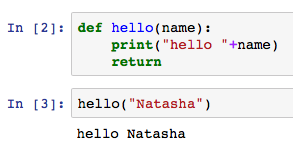 In [2]: def hello(name):
    print("hello "+name)
    return
In [3]: hello("Natasha")
hello Natasha